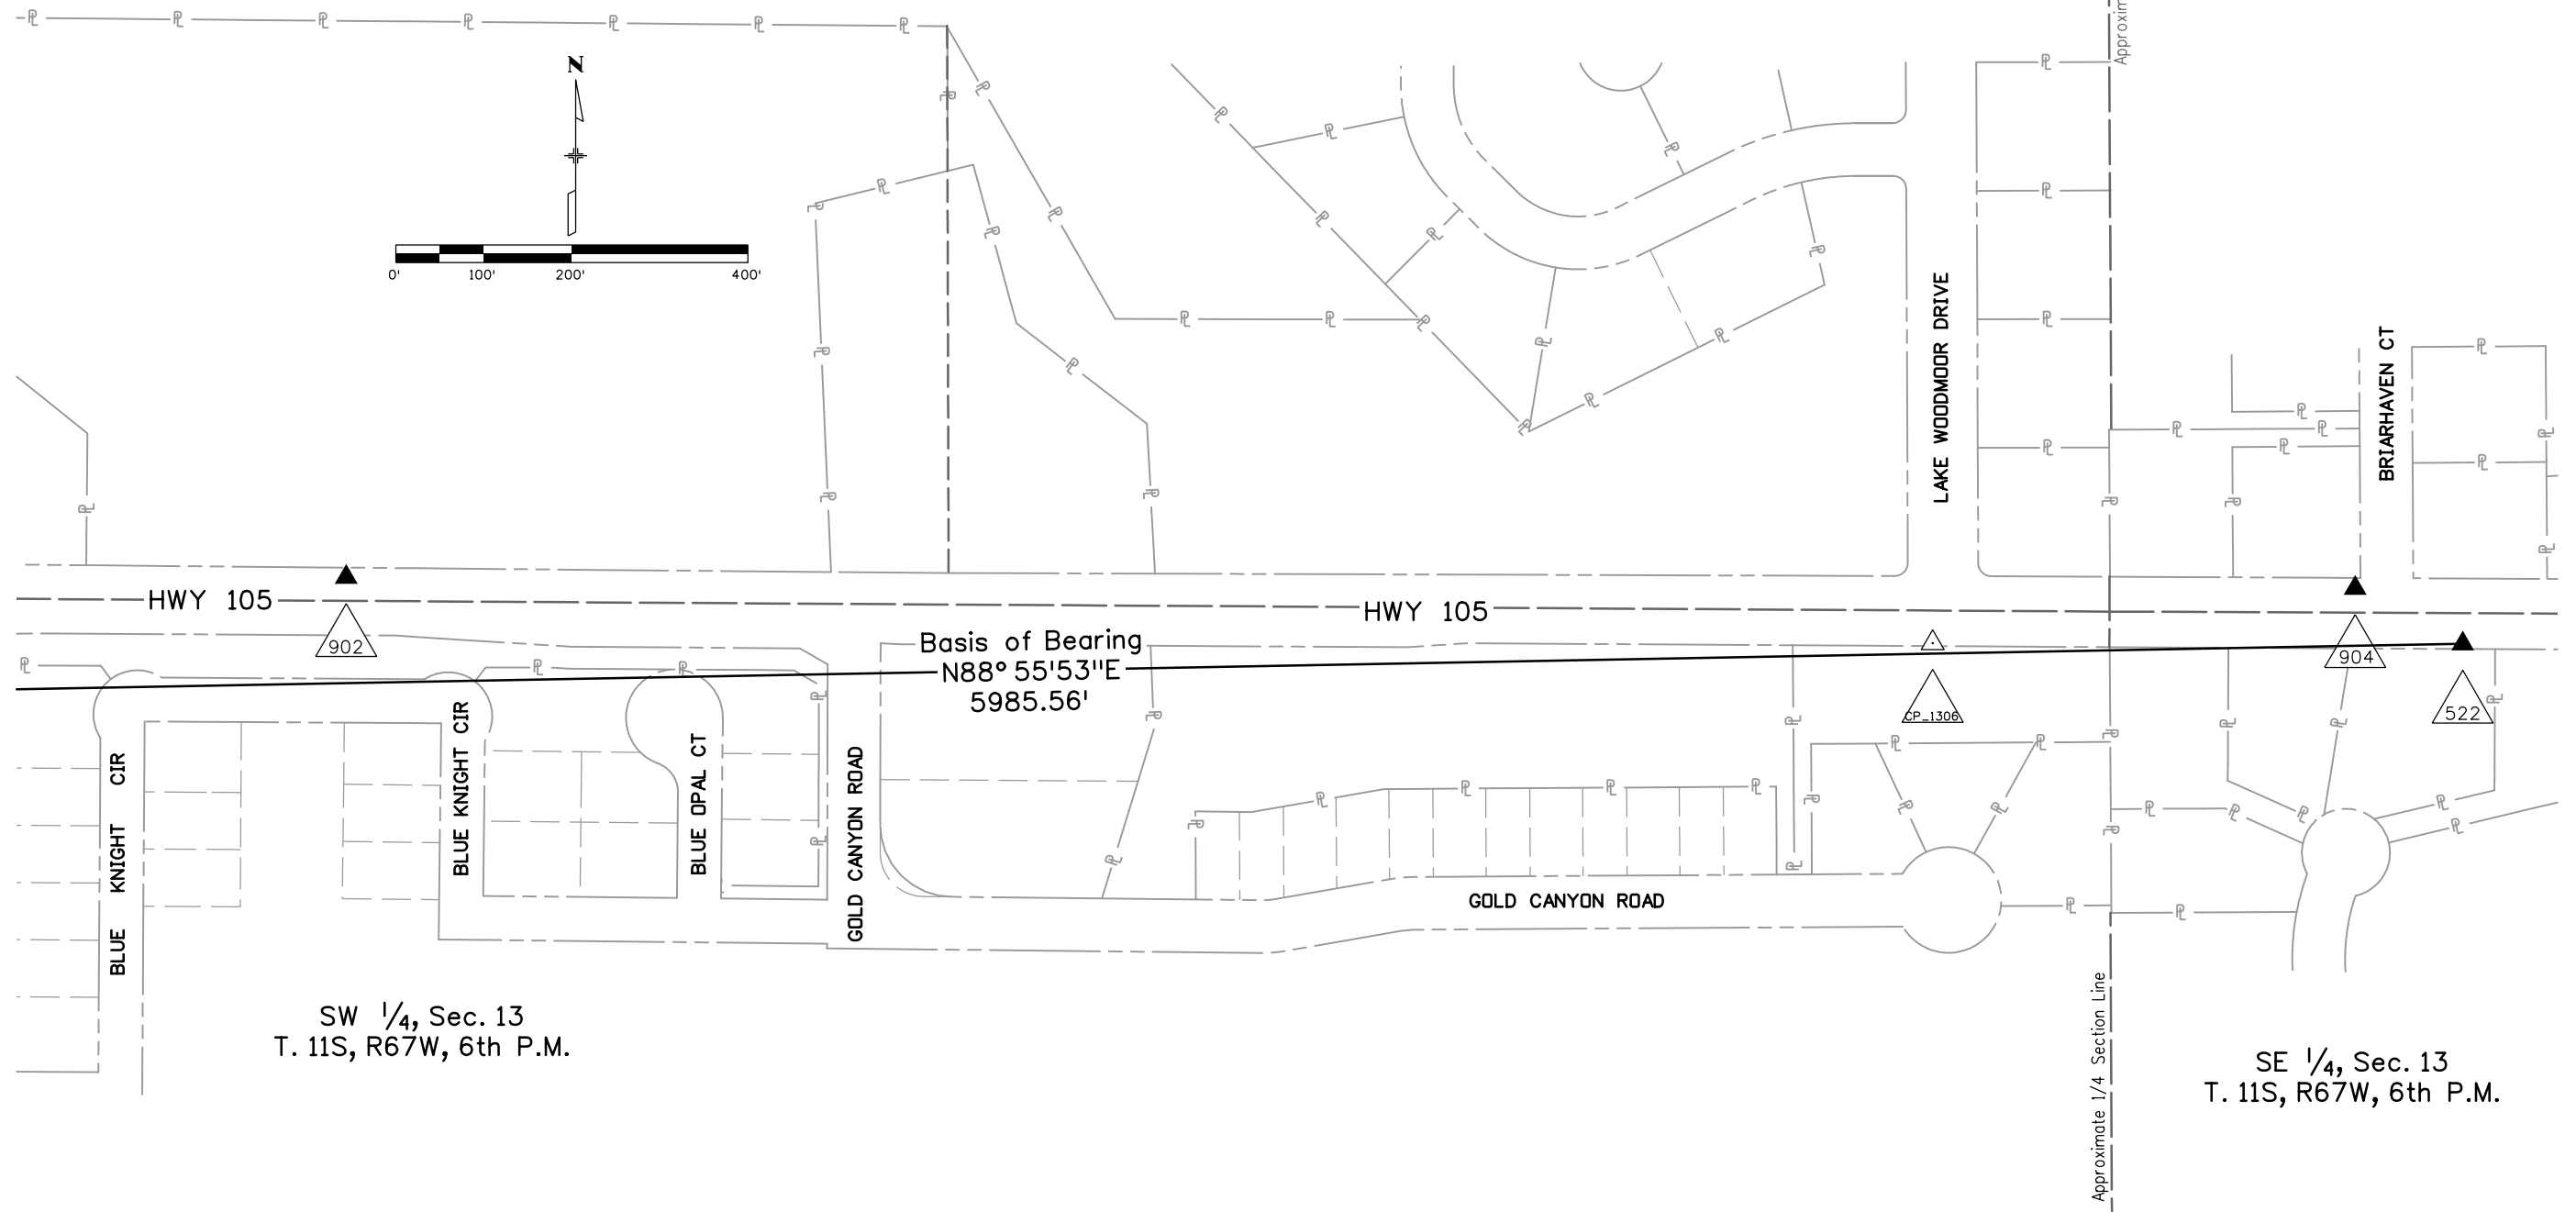 Approxim
N
0' 100' 200' 400'
LAKE WOODMOOR DRIVE
BRIARHAVEN CT
HWY 105
HWY 105
902
Basis of Bearing
N88°55'53"E
5985.56'
904
CP_1306
522
BLUE KNIGHT CIR
BLUE KNIGHT CIR
BLUE OPAL CT
GOLD CANYON ROAD
GOLD CANYON ROAD
SW 1/4, Sec. 13
T. 11S, R67W, 6th P.M.
Approximate 1/4 Section Line
SE 1/4, Sec. 13
T. 11S, R67W, 6th P.M.